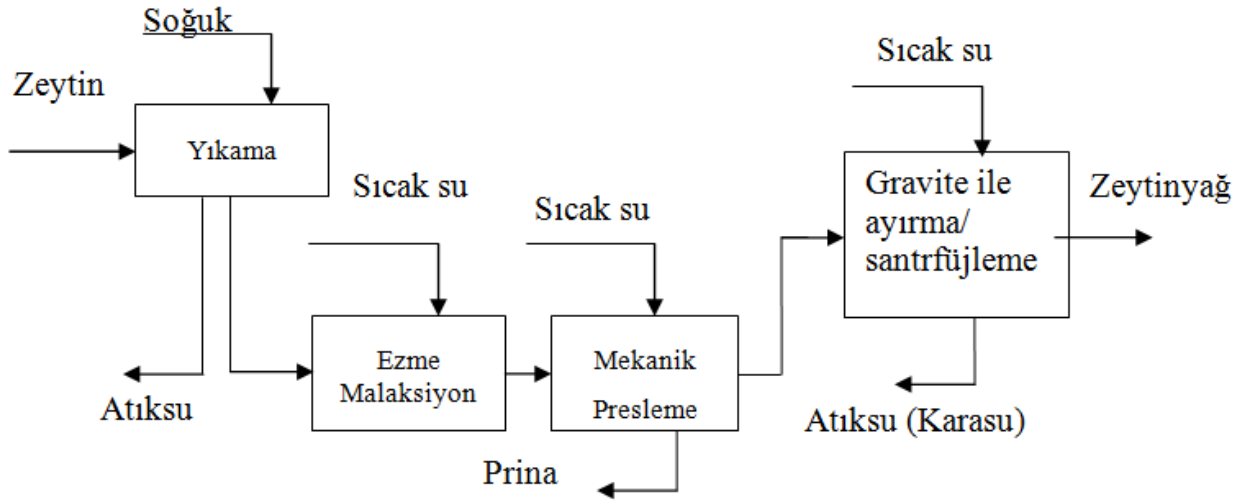 Soğuk
Zeytin
Yıkama
Sıcak su
Sıcak su
Sıcak su
Gravite ile
ayırma/
santrfüjleme
Zeytinyağ
Ezme
Malaksiyon
Mekanik
Presleme
Atıksu
Atıksu (Karasu)
Prina